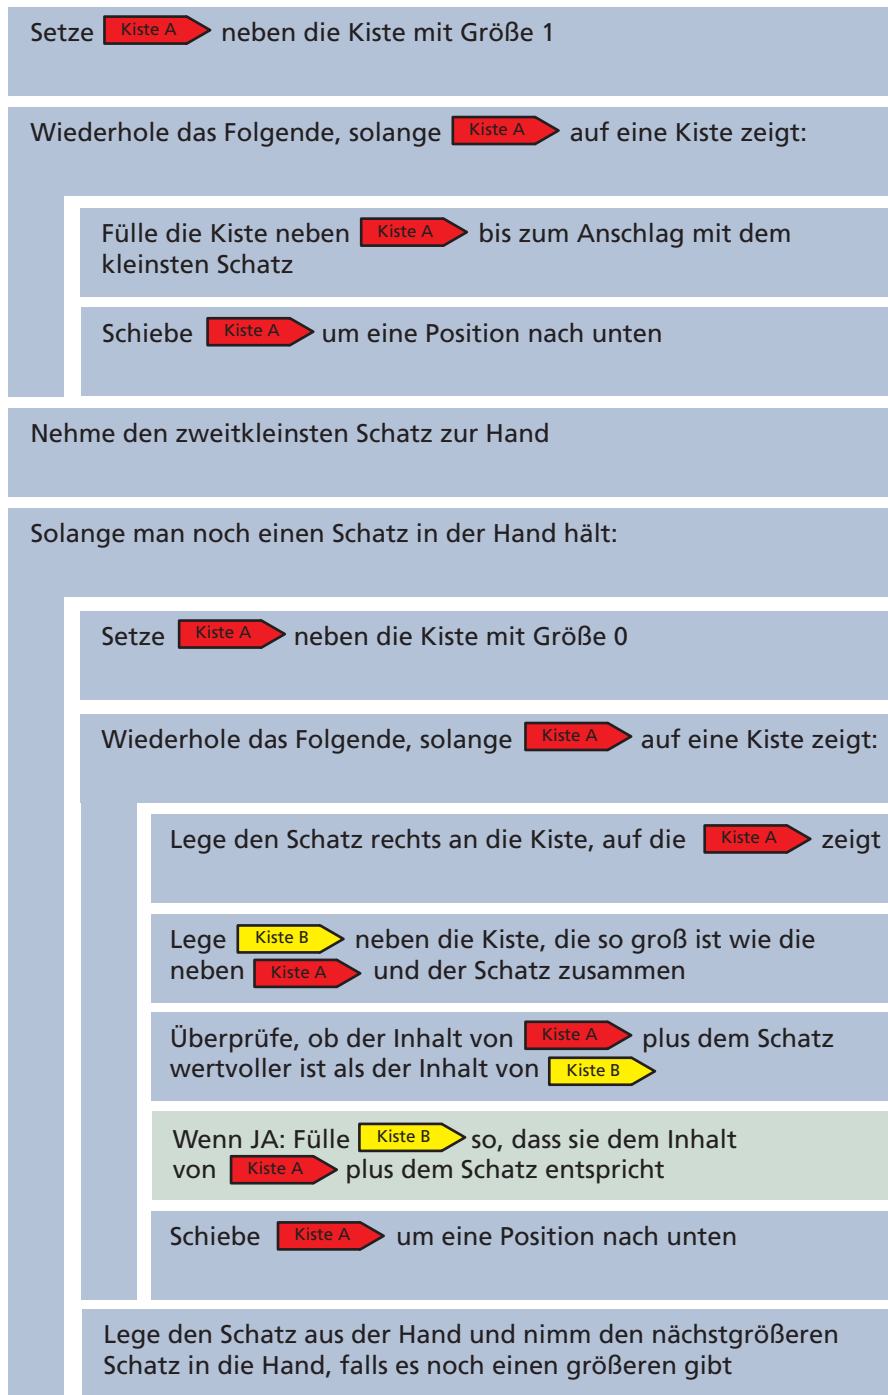 Setze Kiste A neben die Kiste mit Größe 1
Wiederhole das Folgende, solange Kiste A auf eine Kiste zeigt:
Fülle die Kiste neben Kiste A bis zum Anschlag mit dem
kleinsten Schatz
Schiebe Kiste A um eine Position nach unten
Nehme den zweitkleinsten Schatz zur Hand
Solange man noch einen Schatz in der Hand hält:
Setze Kiste A neben die Kiste mit Größe 0
Wiederhole das Folgende, solange Kiste A auf eine Kiste zeigt:
Lege den Schatz rechts an die Kiste, auf die Kiste A zeigt
Lege Kiste B neben die Kiste, die so groß ist wie die
neben Kiste A und der Schatz zusammen
Überprüfe, ob der Inhalt von Kiste A plus dem Schatz
wertvoller ist als der Inhalt von Kiste B
Wenn JA: Fülle Kiste B so, dass sie dem Inhalt
von Kiste A plus dem Schatz entspricht
Schiebe Kiste A um eine Position nach unten
Lege den Schatz aus der Hand und nimm den nächstgrößeren
Schatz in die Hand, falls es noch einen größeren gibt